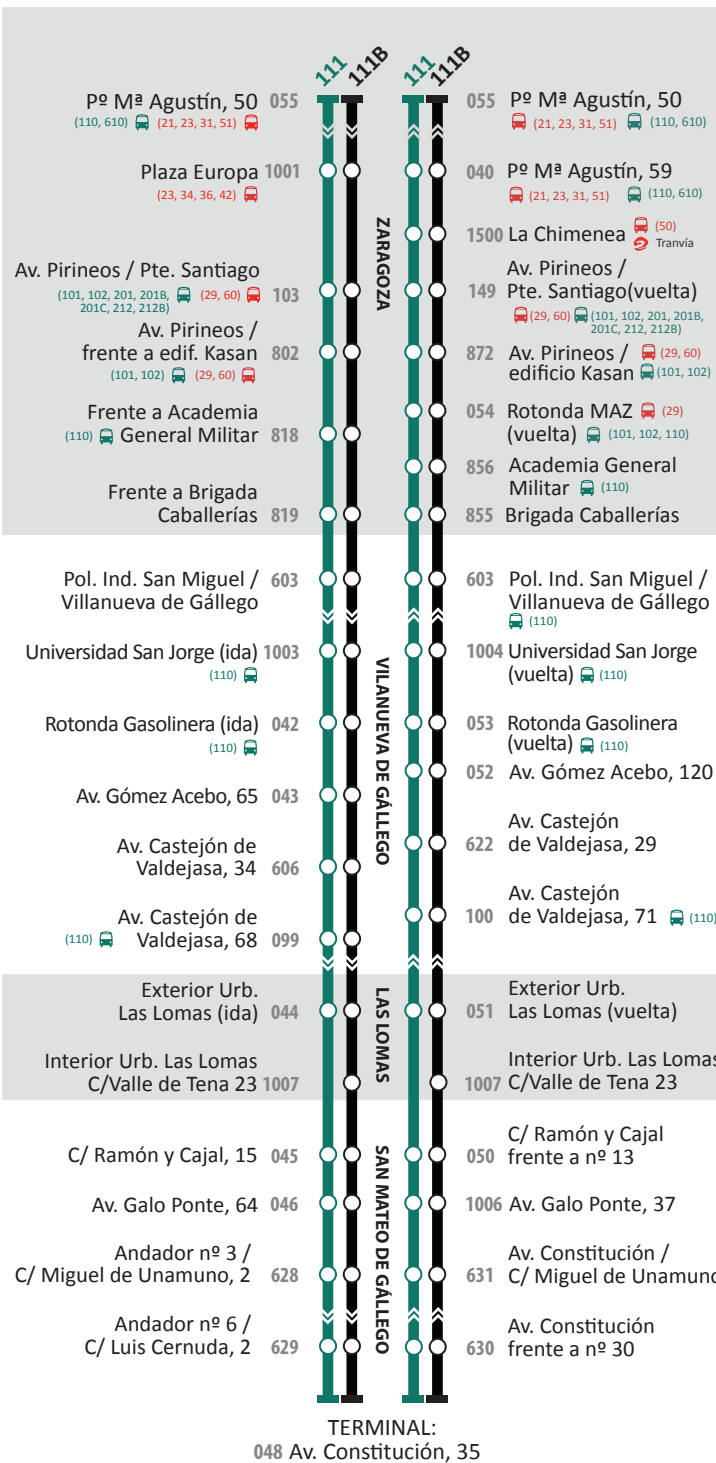 111 111B 111 111B
Pº Mª Agustín, 50 055
(110, 610) (21, 23, 31, 51)
Plaza Europa 1001
(23, 34, 36, 42)
Av. Pirineos / Pte. Santiago
(101, 102, 201, 201B, (29, 60) 103
201C, 212, 212B)
Av. Pirineos /
frente a edif. Kasan 802
(101, 102) (29, 60)
Frente a Academia
(110) General Militar 818
Frente a Brigada
Caballerías 819
Pol. Ind. San Miguel / 603
Villanueva de Gállego
Universidad San Jorge (ida) 1003
(110)
Rotonda Gasolinera (ida) 042
(110)
Av. Gómez Acebo, 65 043
Av. Castejón de
Valdejasa, 34 606
Av. Castejón de
(110) Valdejasa, 68 099
Exterior Urb.
Las Lomas (ida) 044
Interior Urb. Las Lomas
C/Valle de Tena 23 1007
C/ Ramón y Cajal, 15 045
Av. Galo Ponte, 64 046
Andador nº 3 /
C/ Miguel de Unamuno, 2 628
Andador nº 6 /
C/ Luis Cernuda, 2 629
ZARAGOZA
VILANUEVA DE GÁLLEGO
LAS LOMAS
SAN MATEO DE GÁLLEGO
055 Pº Mª Agustín, 50
(21, 23, 31, 51) (110, 610)
040 Pº Mª Agustín, 59
(21, 23, 31, 51) (110, 610)
1500 La Chimenea (50)
Tranvía
Av. Pirineos /
149 Pte. Santiago(vuelta)
(29, 60) (101, 102, 201, 201B,
201C, 212, 212B)
872 Av. Pirineos / (29, 60)
edificio Kasan (101, 102)
054 Rotonda MAZ (29)
(vuelta) (101, 102, 110)
856 Academia General
Militar (110)
855 Brigada Caballerías
603 Pol. Ind. San Miguel /
Villanueva de Gállego
(110)
1004 Universidad San Jorge
(vuelta) (110)
053 Rotonda Gasolinera
(vuelta) (110)
052 Av. Gómez Acebo, 120
Av. Castejón
622 de Valdejasa, 29
Av. Castejón
100 de Valdejasa, 71 (110)
Exterior Urb.
051 Las Lomas (vuelta)
Interior Urb. Las Lomas
1007 C/Valle de Tena 23
C/ Ramón y Cajal
050 frente a nº 13
1006 Av. Galo Ponte, 37
Av. Constitución /
631 C/ Miguel de Unamuno
Av. Constitución
630 frente a nº 30
TERMINAL:
048 Av. Constitución, 35